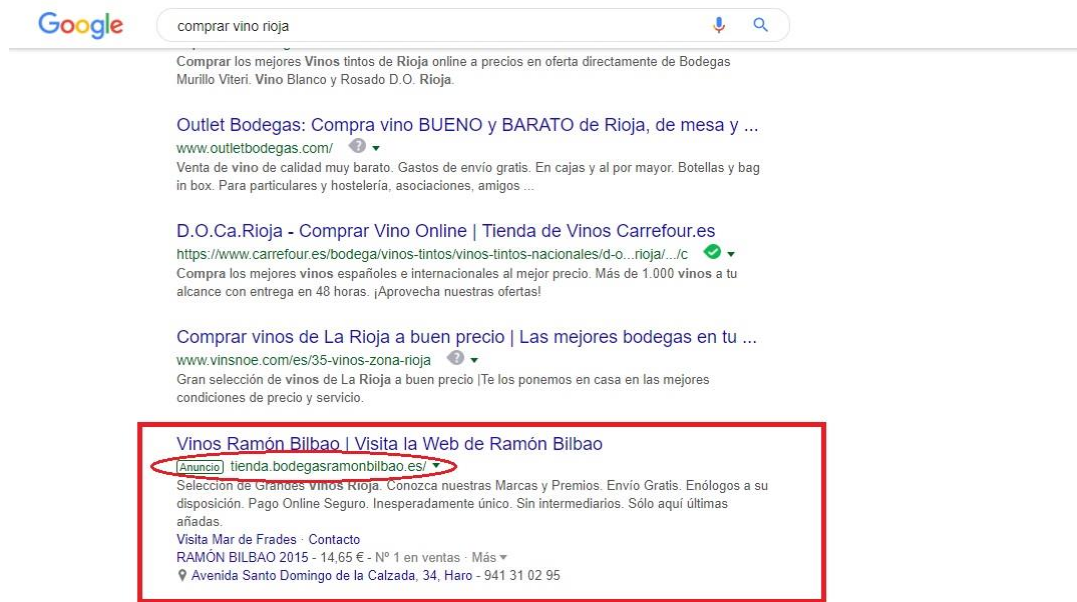 Google
comprar vino rioja
Comprar los mejores Vinos tintos de Rioja online a precios en oferta directamente de Bodegas
Murillo Viteri. Vino Blanco y Rosado D.O. Rioja.
Outlet Bodegas: Compra vino BUENO y BARATO de Rioja, de mesa y ...
www.outletbodegas.com/
Venta de vino de calidad muy barato. Gastos de envío gratis. En cajas y al por mayor. Botellas y bag
in box. Para particulares y hostelería, asociaciones, amigos ...
D.O.Ca.Rioja - Comprar Vino Online | Tienda de Vinos Carrefour.es
https://www.carrefour.es/bodega/vinos-tintos/vinos-tintos-nacionales/d-o...rioja/.../c
Compra los mejores vinos españoles e internacionales al mejor precio. Más de 1.000 vinos a tu
alcance con entrega en 48 horas. ¡Aprovecha nuestras ofertas!
Comprar vinos de La Rioja a buen precio | Las mejores bodegas en tu ...
www.vinsnoe.com/es/35-vinos-zona-rioja
Gran selección de vinos de La Rioja a buen precio |Te los ponemos en casa en las mejores
condiciones de precio y servicio.
Vinos Ramón Bilbao | Visita la Web de Ramón Bilbao
Anuncio tienda.bodegasramonbilbao.es/
Selección de Grandes Vinos Rioja. Conozca nuestras Marcas y Premios. Envío Gratis. Enólogos a su
disposición. Pago Online Seguro. Inesperadamente único. Sin intermediarios. Sólo aquí últimas
añadas.
Visita Mar de Frades · Contacto
RAMÓN BILBAO 2015 - 14,65 € - Nº 1 en ventas · Más
Avenida Santo Domingo de la Calzada, 34, Haro - 941 31 02 95